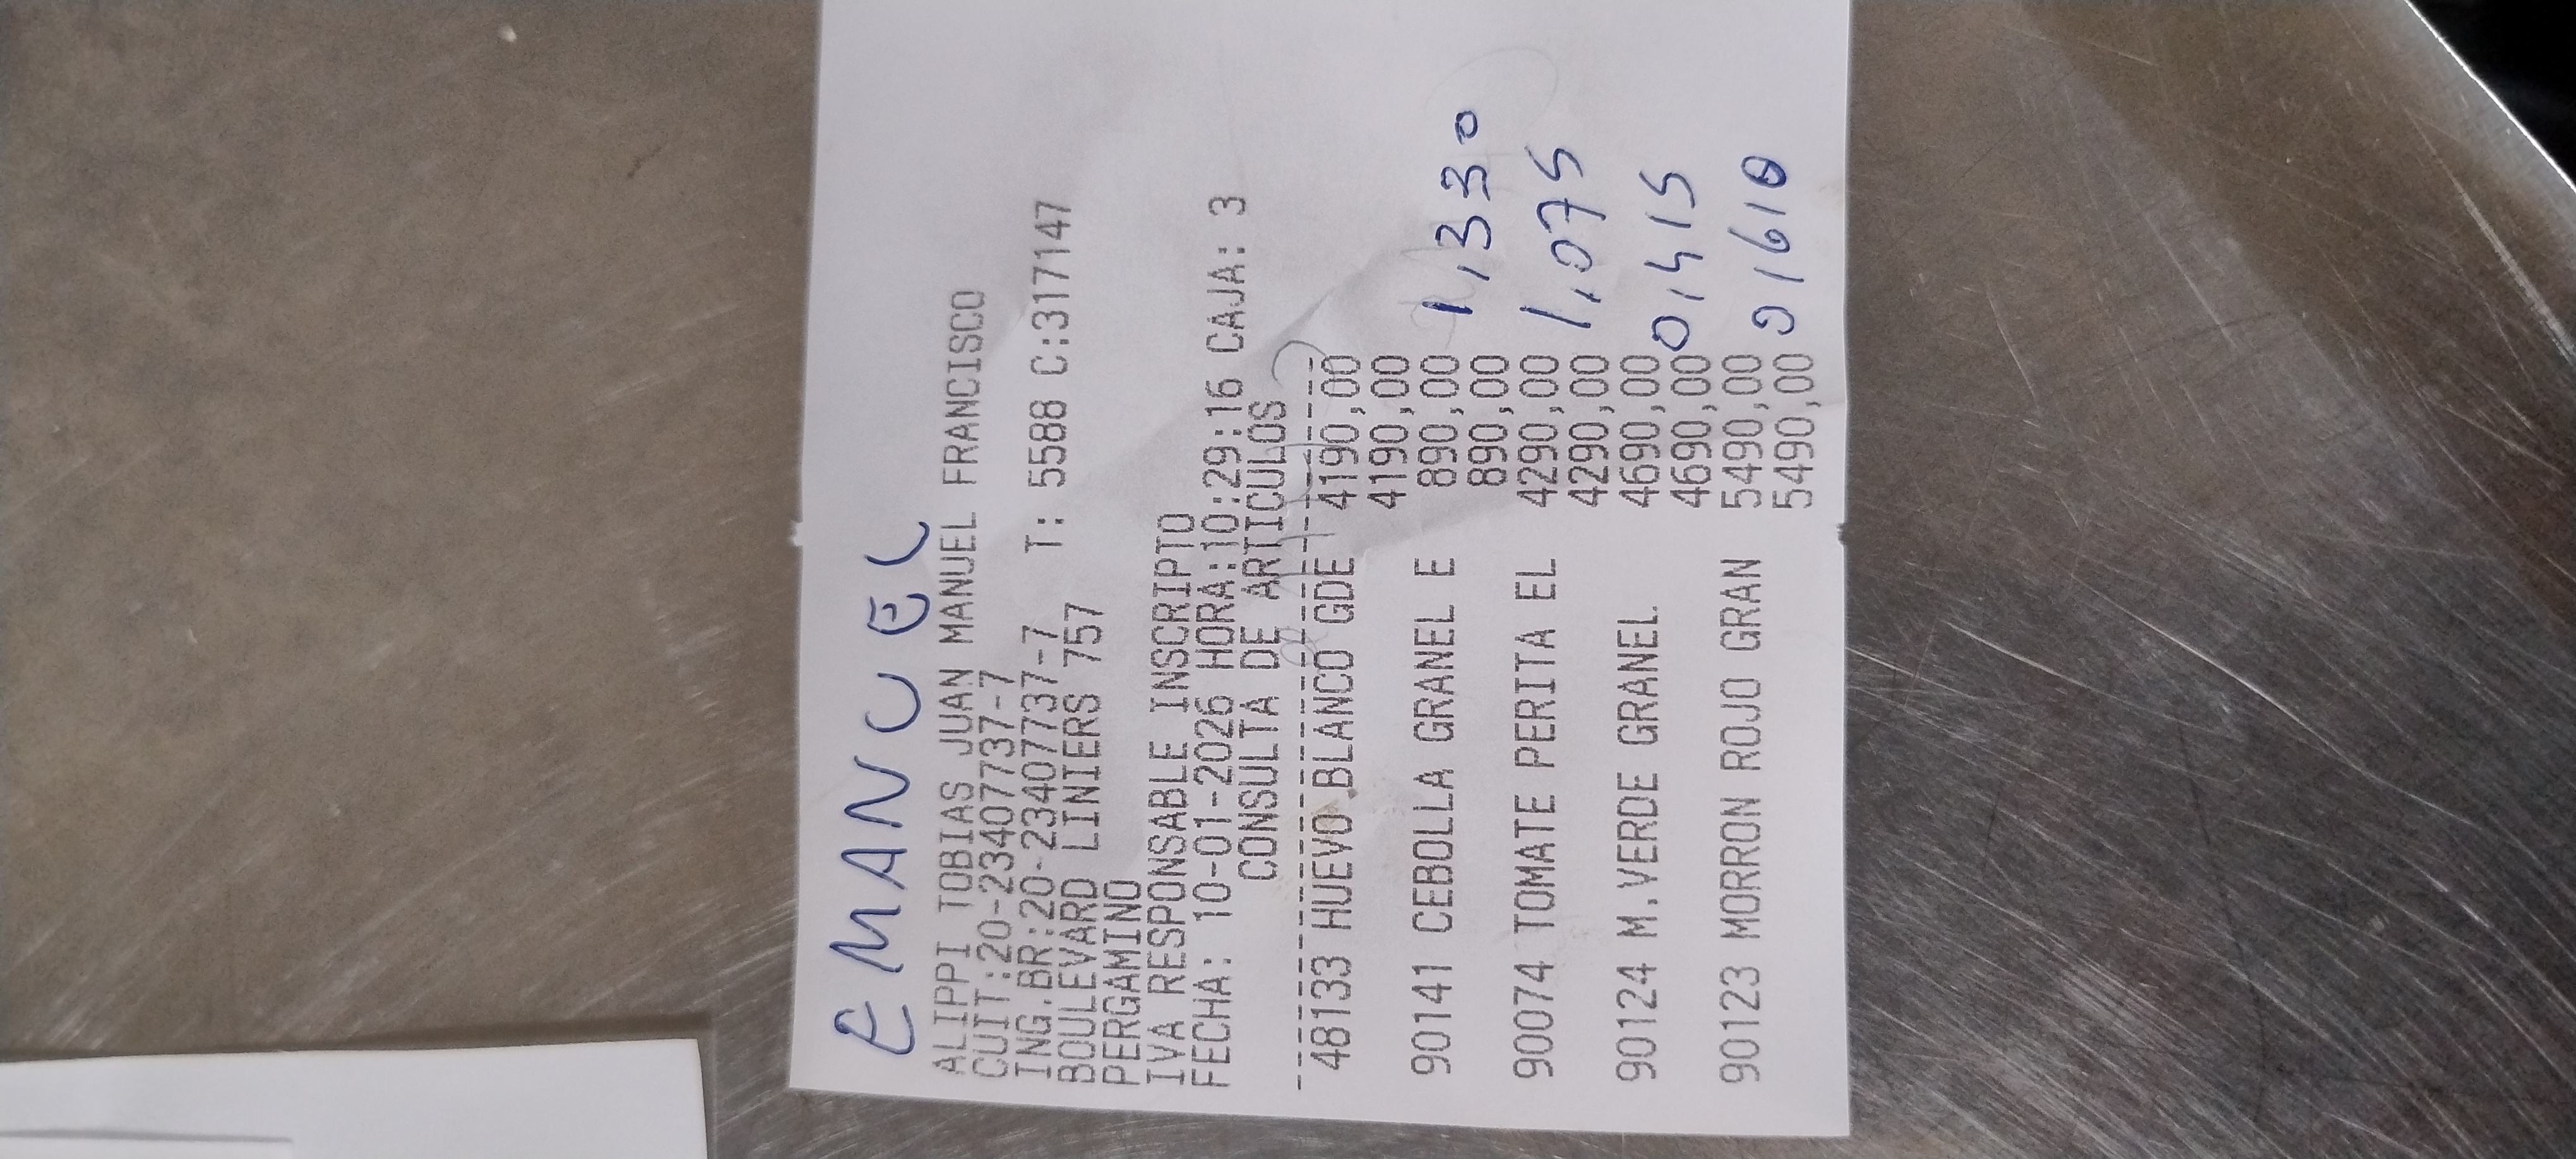 EMANUEL
ALIPPI TOBIAS JUAN MANUEL FRANCISCO
CUIT:20-23407737-7
ING.BR:20-23407737-7 T: 5588 C:317147
BOULEVARD LINIERS 757
PERGAMINO
IVA RESPONSABLE INSCRIPTO
FECHA: 10-01-2026 HORA:10:29:16 CAJA: 3
CONSULTA DE ARTICULOS
48133 HUEVO BLANCO GDE 4190,00
4190,00
90141 CEBOLLA GRANEL E 890,00 1,330
890,00
90074 TOMATE PERITA EL 4290,00 1,075
4290,00
90124 M.VERDE GRANEL 4690,00 0,415
4690,00
90123 MORRON ROJO GRAN 5490,00 0,610
5490,00